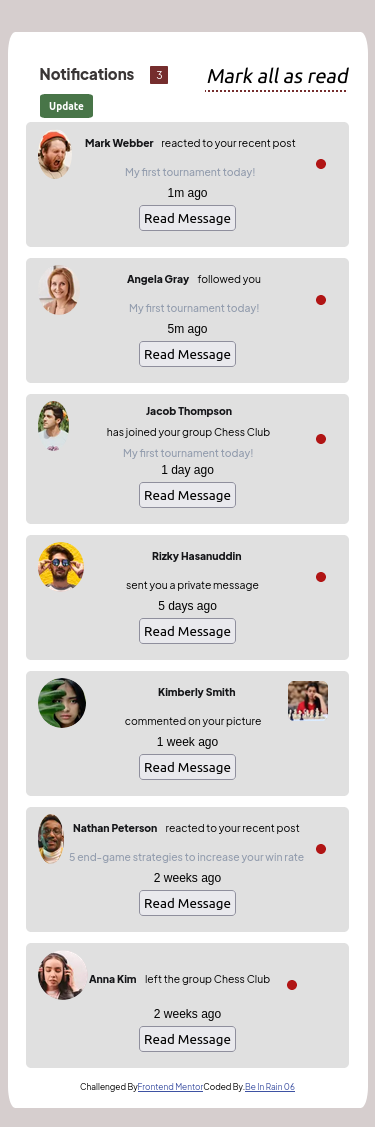 Notifications 3 Mark all as read
Update
Mark Webber reacted to your recent post
My first tournament today!
1m ago
Read Message
Angela Gray followed you
My first tournament today!
5m ago
Read Message
Jacob Thompson
has joined your group Chess Club
My first tournament today!
1 day ago
Read Message
Rizky Hasanuddin
sent you a private message
5 days ago
Read Message
Kimberly Smith
commented on your picture
1 week ago
Read Message
Nathan Peterson reacted to your recent post
5 end-game strategies to increase your win rate
2 weeks ago
Read Message
Anna Kim left the group Chess Club
2 weeks ago
Read Message
Challenged ByFrontend MentorCoded By.Be In Rain 06